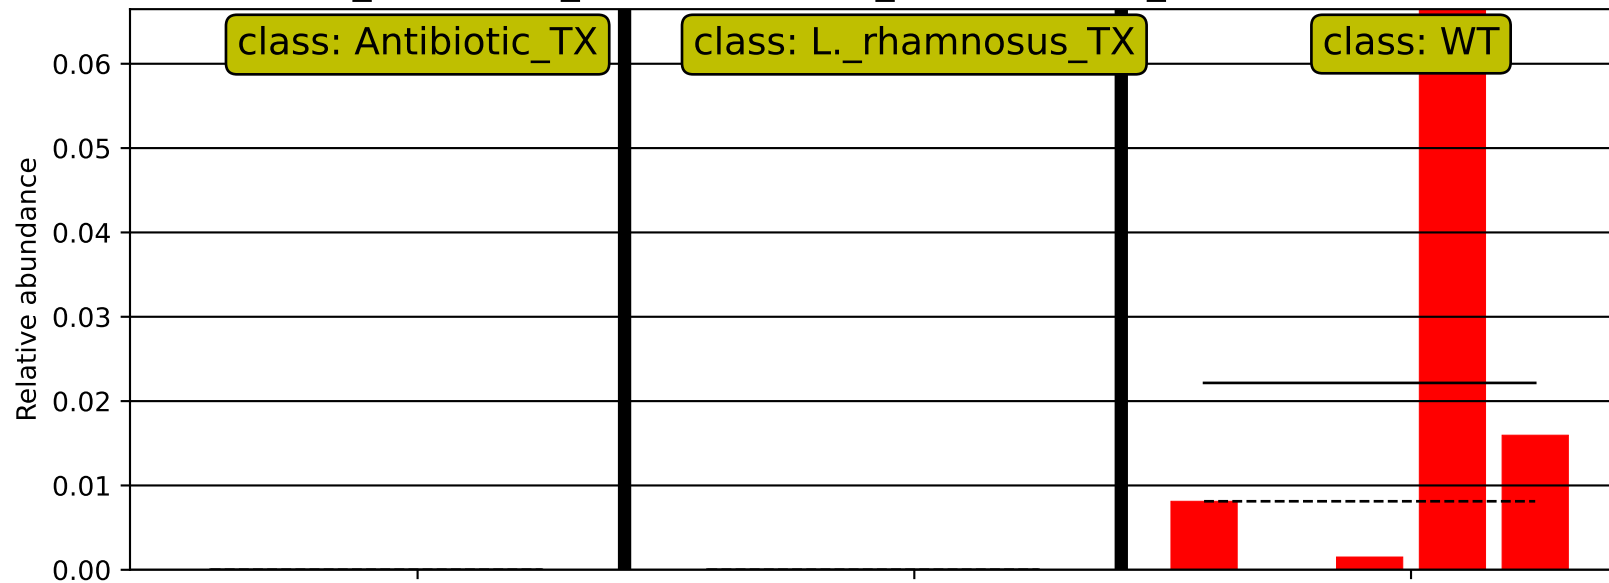 class: Antibiotic_TX
class: L._rhamnosus_TX
class: WT
0.06
0.05
0.04
0.03
0.02
0.01
0.00
Relative abundance